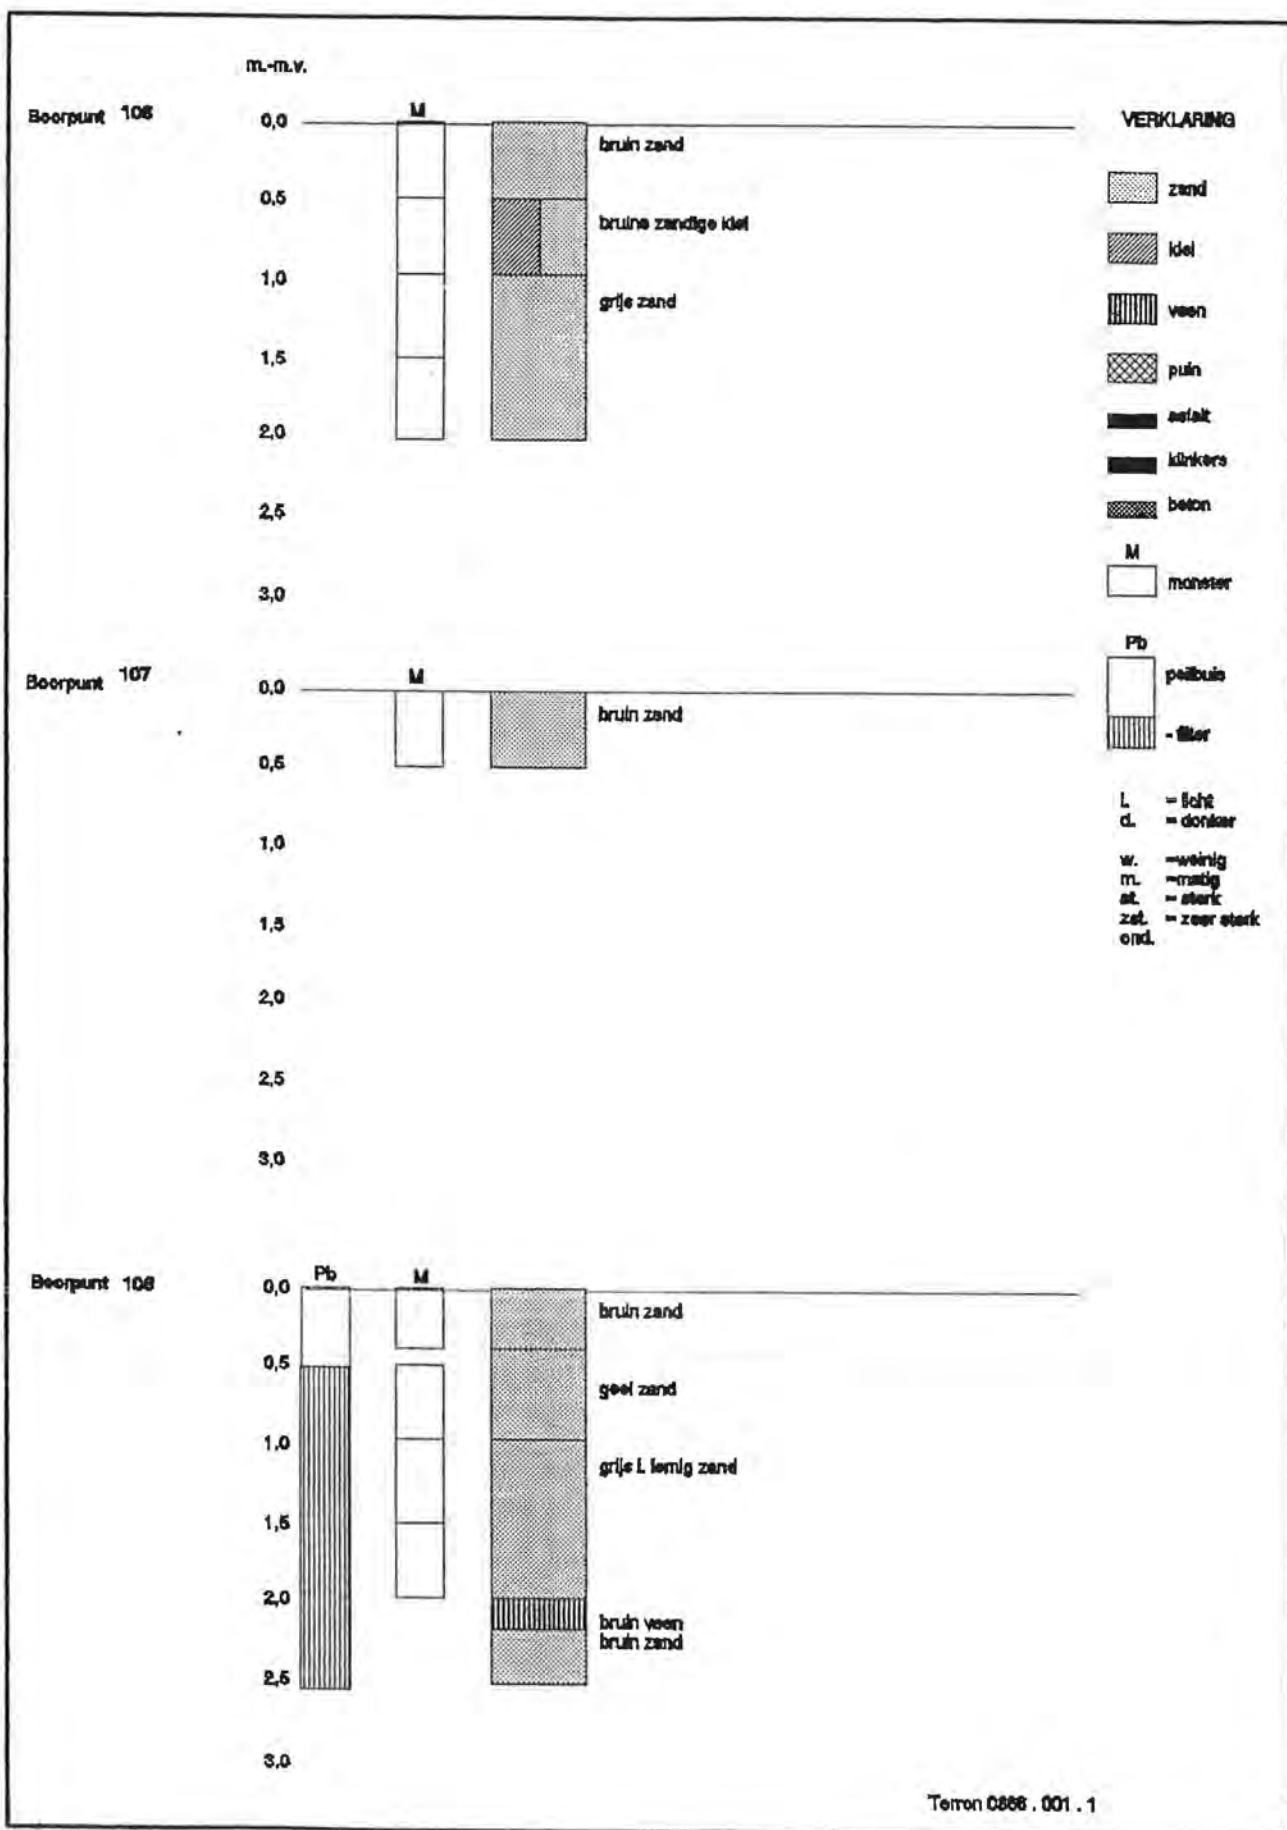 m.-m.v.
Boorpunt 106
M
0,0
bruin zand
0,5
bruine zandige klei
1,0
grijs zand
1,5
2,0
2,5
3,0
Boorpunt 107
M
0,0
bruin zand
0,5
1,0
1,5
2,0
2,5
3,0
Boorpunt 108
Pb
M
0,0
bruin zand
0,5
geel zand
1.0
grijs l. lemig zand
1,5
2,0
bruin veen
bruin zand
2,5
3.0
VERKLARING
zand
klei
veen
puin
asfalt
klinkers
beton
M
monster
Pb
peilbuis
- filter
l. = licht
d. = donker
w. =weinig
m. =matig
st. = sterk
zst. = zeer sterk
ond.
Terron 0866 . 001 . 1